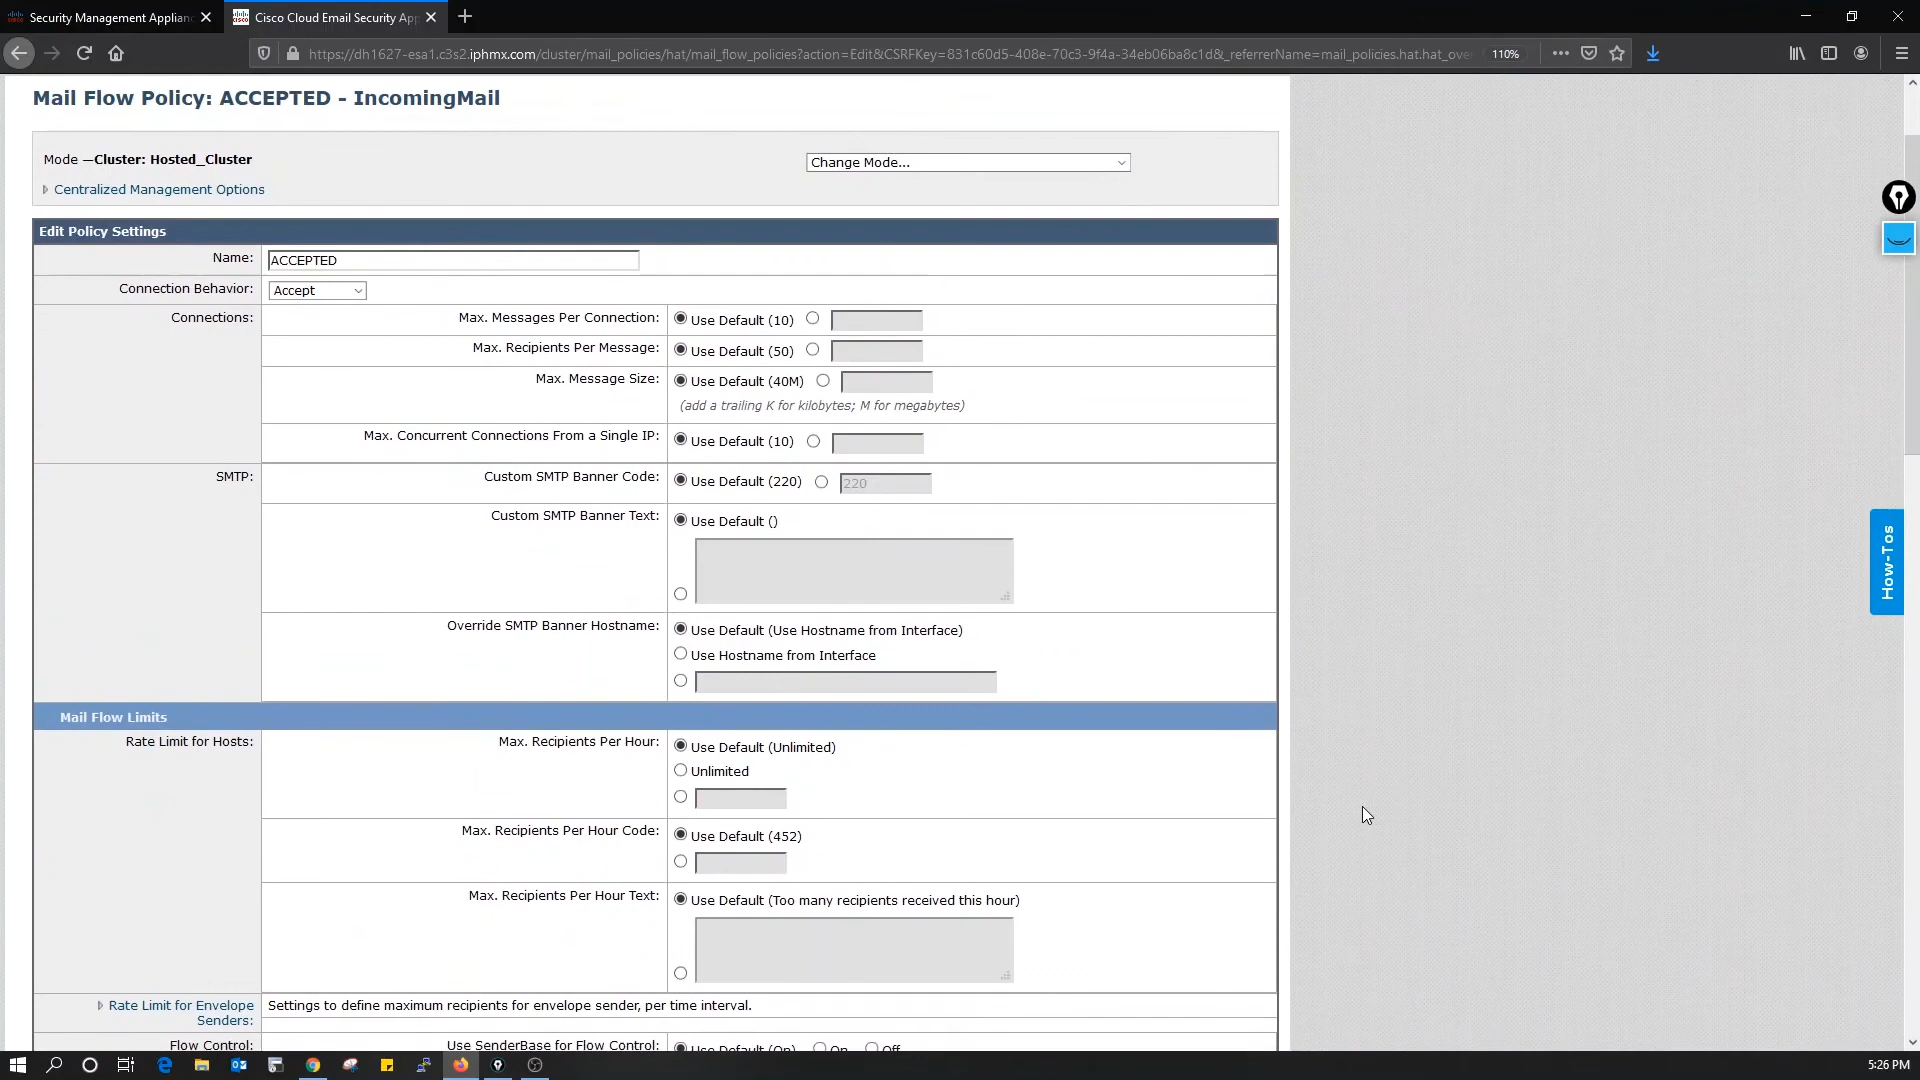 Security Management Applianc
Cisco Cloud Email Security App
https://dh1627-esa1.c3s2.iphmx.com/cluster/mail_policies/hat/mail_flow_policies?action=Edit&CSRFKey=831c60d5-408e-70c3-9f4a-34eb06ba8c1d&_referrerName=mail_policies.hat.hat_ove
110%
Mail Flow Policy: ACCEPTED - IncomingMail
Mode —Cluster: Hosted_Cluster
Change Mode...
Centralized Management Options
Edit Policy Settings
Name:
ACCEPTED
Connection Behavior:
Accept
Connections:
Max. Messages Per Connection:
Use Default (10)
Max. Recipients Per Message:
Use Default (50)
Max. Message Size:
Use Default (40M)
(add a trailing K for kilobytes; M for megabytes)
Max. Concurrent Connections From a Single IP:
Use Default (10)
SMTP:
Custom SMTP Banner Code:
Use Default (220)
220
Custom SMTP Banner Text:
Use Default ()
Override SMTP Banner Hostname:
Use Default (Use Hostname from Interface)
Use Hostname from Interface
Mail Flow Limits
Rate Limit for Hosts:
Max. Recipients Per Hour:
Use Default (Unlimited)
Unlimited
Max. Recipients Per Hour Code:
Use Default (452)
Max. Recipients Per Hour Text:
Use Default (Too many recipients received this hour)
Rate Limit for Envelope
Senders:
Settings to define maximum recipients for envelope sender, per time interval.
Flow Control:
Use SenderBase for Flow Control:
Use Default (On)
On
Off
How-Tos
5:26 PM